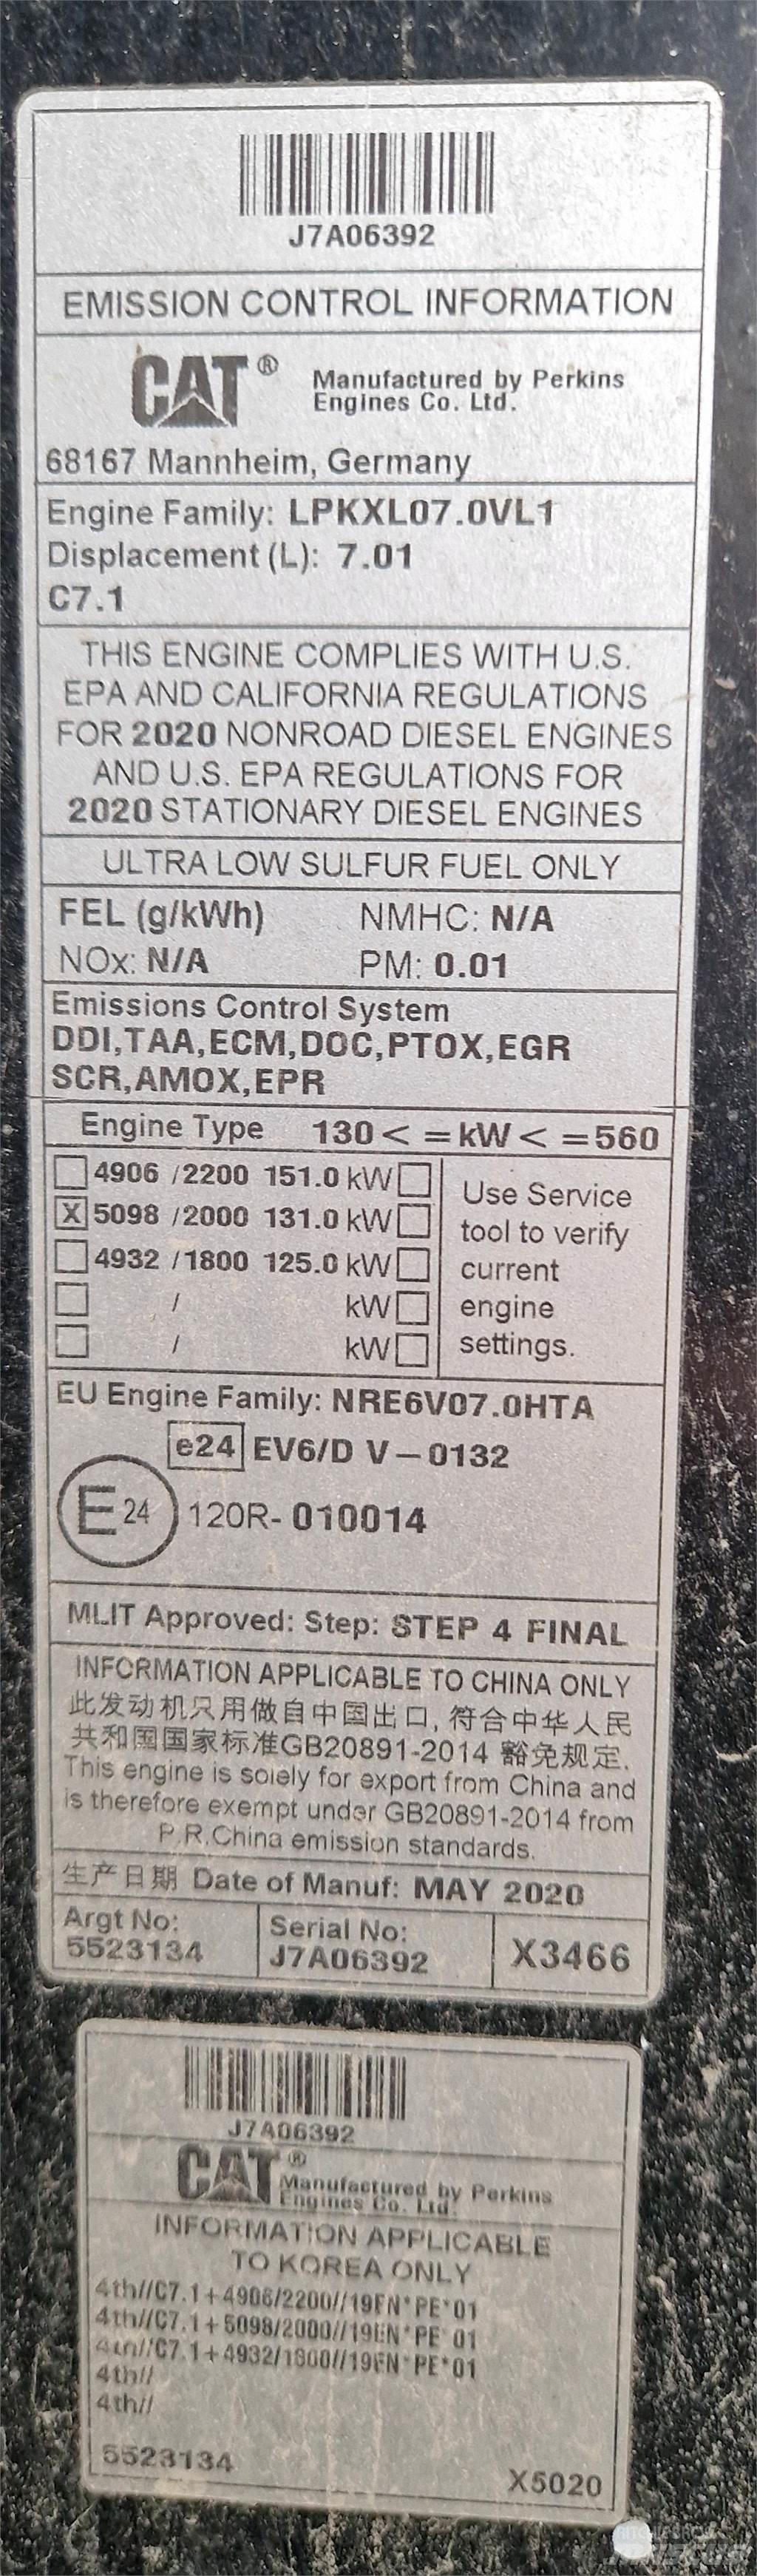 J7A06392
EMISSION CONTROL INFORMATION
CAT® Manufactured by Perkins
Engines Co. Ltd.
68167 Mannheim, Germany
Engine Family: LPKXL07.0VL1
Displacement (L): 7.01
C7.1
THIS ENGINE COMPLIES WITH U.S.
EPA AND CALIFORNIA REGULATIONS
FOR 2020 NONROAD DIESEL ENGINES
AND U.S. EPA REGULATIONS FOR
2020 STATIONARY DIESEL ENGINES
ULTRA LOW SULFUR FUEL ONLY
FEL (g/kWh) NMHC: N/A
NOx: N/A PM: 0.01
Emissions Control System
DDI,TAA,ECM,DOC,PTOX,EGR
SCR,AMOX,EPR
Engine Type 130< =kW< =560
4906 /2200 151.0 kW
X 5098 /2000 131.0 kW
4932 /1800 125.0 kW
/ kW
/ kW
Use Service
tool to verify
current
engine
settings.
EU Engine Family: NRE6V07.0HTA
e24 EV6/D V-0132
E24 120R- 010014
MLIT Approved: Step: STEP 4 FINAL
INFORMATION APPLICABLE TO CHINA ONLY
此发动机只用做自中国出口, 符合中华人民
共和国国家标准GB20891-2014 豁免规定.
This engine is solely for export from China and
is therefore exempt under GB20891-2014 from
P.R.China emission standards.
生产日期 Date of Manuf: MAY 2020
Argt No:
5523134
Serial No:
J7A06392
X3466
J7A06392
CAT® Manufactured by Perkins
Engines Co. Ltd.
INFORMATION APPLICABLE
TO KOREA ONLY
4th//C7.1+4906/2200//19EN*PE*01
4th//C7.1+5098/2000//19EN*PE*01
4th//C7.1+4932/1800//19EN*PE*01
4th//
4th//
5523134
X5020